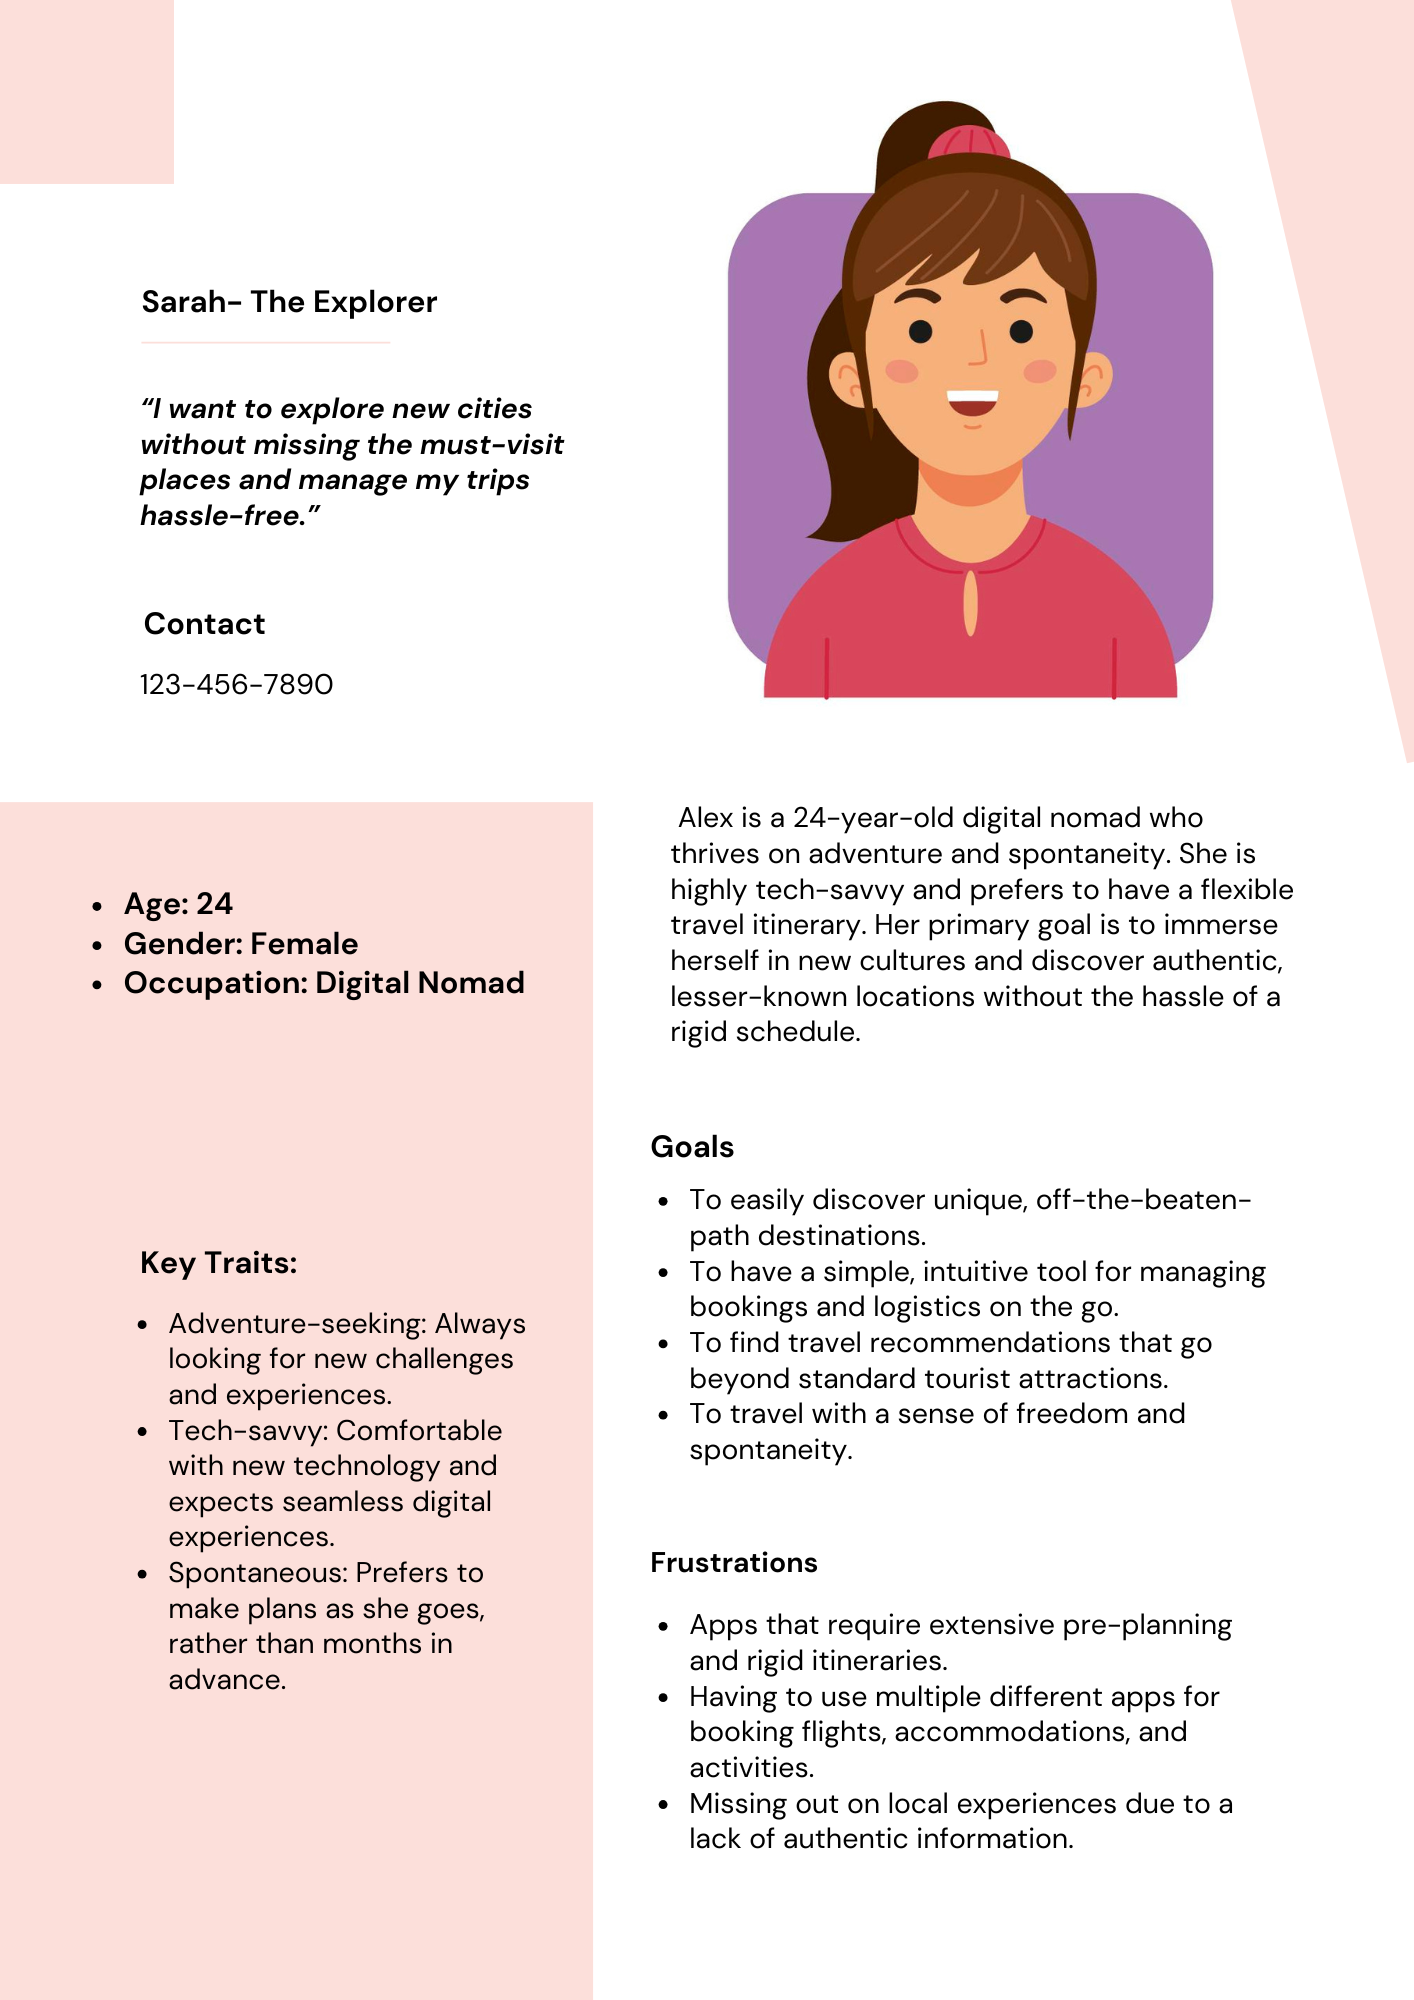 Sarah- The Explorer
“I want to explore new cities
without missing the must-visit
places and manage my trips
hassle-free.”
Contact
123-456-7890
• Age: 24
• Gender: Female
• Occupation: Digital Nomad
Key Traits:
• Adventure-seeking: Always
looking for new challenges
and experiences.
• Tech-savvy: Comfortable
with new technology and
expects seamless digital
experiences.
• Spontaneous: Prefers to
make plans as she goes,
rather than months in
advance.
Alex is a 24-year-old digital nomad who
thrives on adventure and spontaneity. She is
highly tech-savvy and prefers to have a flexible
travel itinerary. Her primary goal is to immerse
herself in new cultures and discover authentic,
lesser-known locations without the hassle of a
rigid schedule.
Goals
• To easily discover unique, off-the-beaten-
path destinations.
• To have a simple, intuitive tool for managing
bookings and logistics on the go.
• To find travel recommendations that go
beyond standard tourist attractions.
• To travel with a sense of freedom and
spontaneity.
Frustrations
• Apps that require extensive pre-planning
and rigid itineraries.
• Having to use multiple different apps for
booking flights, accommodations, and
activities.
• Missing out on local experiences due to a
lack of authentic information.